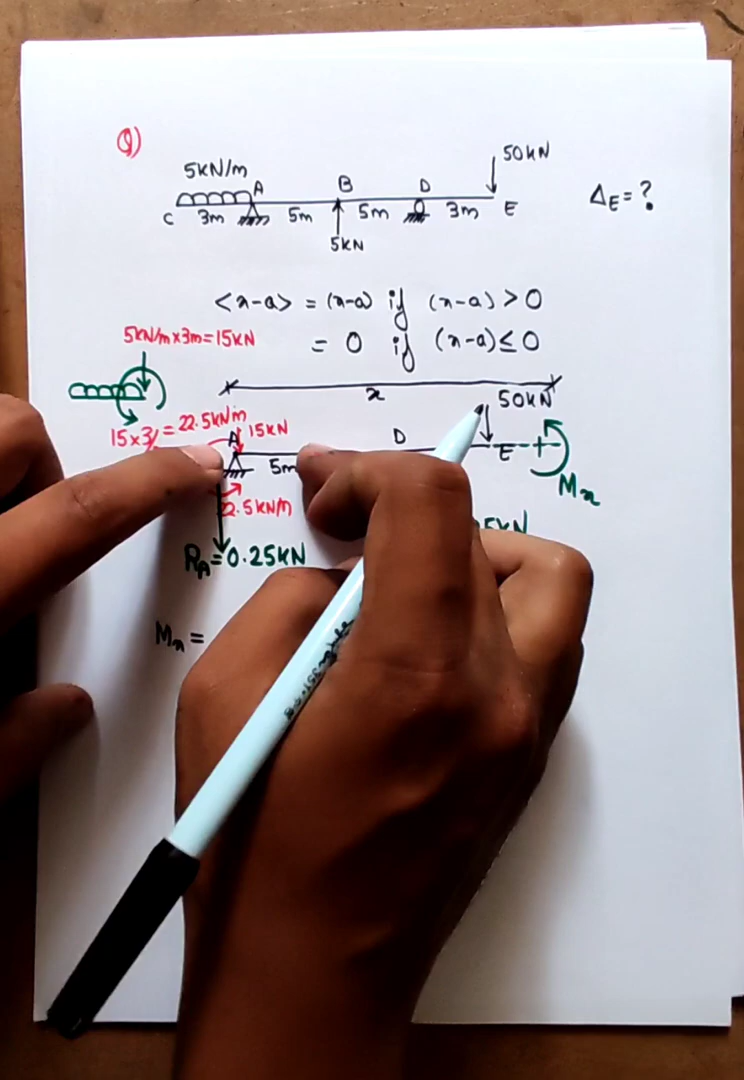 Q)
5KN/m
A B D 50KN
C 3m 5m 5m 3m E ΔE = ?
5KN
<x-a> = (x-a) if (x-a) > 0
= 0 if (x-a) ≤ 0
5KN/m x 3m = 15KN
x
50KN
15 x 3/ = 22.5KNm
A 15KN D
5m E
Mx
2.5KN/m
5KN
RA = 0.25KN
Mx =